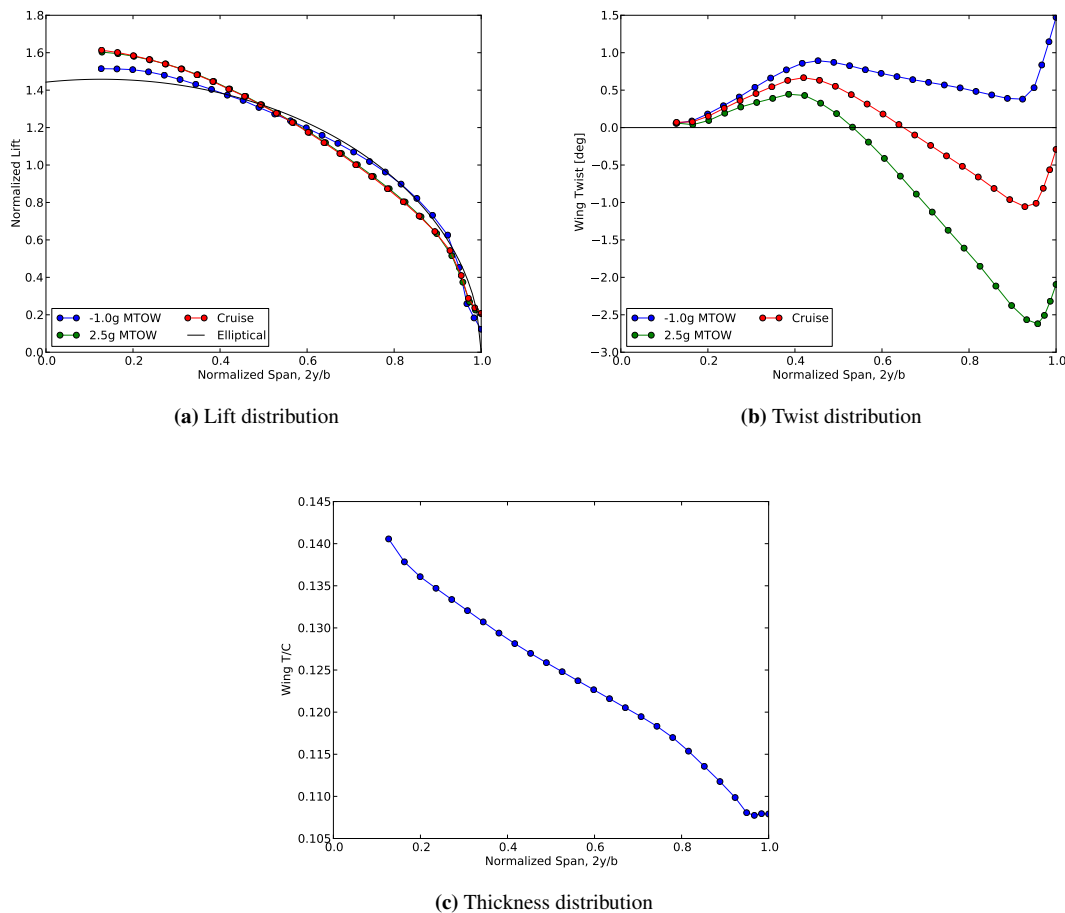 1.8
1.6
1.4
1.2
1.0
0.8
0.6
0.4
0.2
0.0
Normalized Lift
0.0 0.2 0.4 0.6 0.8 1.0
Normalized Span, 2y/b
-1.0g MTOW
2.5g MTOW
Cruise
Elliptical
(a) Lift distribution
1.5
1.0
0.5
0.0
−0.5
−1.0
−1.5
−2.0
−2.5
−3.0
Wing Twist [deg]
0.0 0.2 0.4 0.6 0.8 1.0
Normalized Span, 2y/b
-1.0g MTOW
2.5g MTOW
Cruise
(b) Twist distribution
0.145
0.140
0.135
0.130
0.125
0.120
0.115
0.110
0.105
Wing T/C
0.0 0.2 0.4 0.6 0.8 1.0
Normalized Span, 2y/b
(c) Thickness distribution